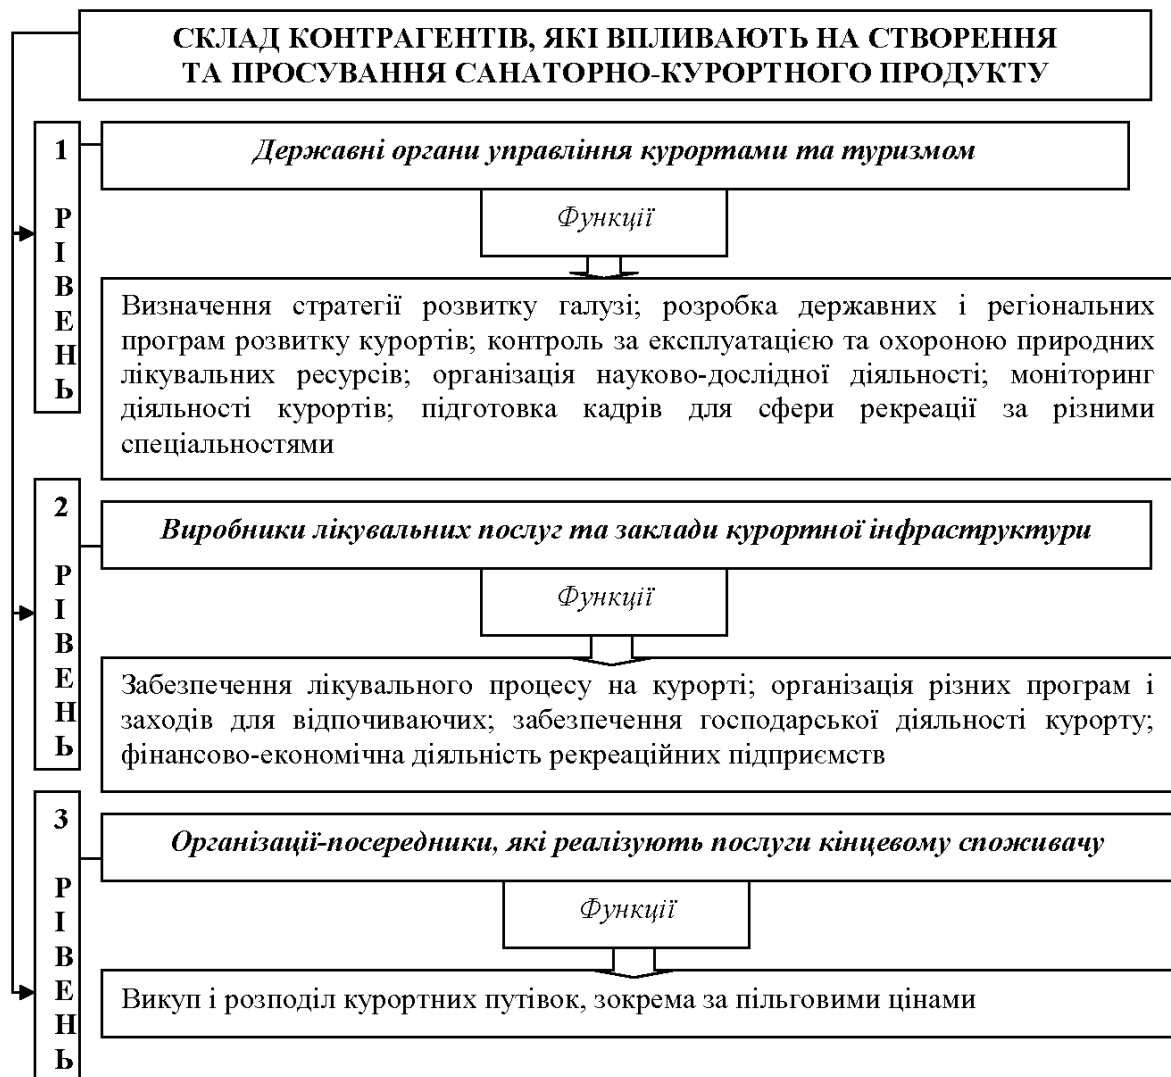 СКЛАД КОНТРАГЕНТІВ, ЯКІ ВПЛИВАЮТЬ НА СТВОРЕННЯ
ТА ПРОСУВАННЯ САНАТОРНО-КУРОРТНОГО ПРОДУКТУ
1 РІВЕНЬ
Державні органи управління курортами та туризмом
Функції
Визначення стратегії розвитку галузі; розробка державних і регіональних
програм розвитку курортів; контроль за експлуатацією та охороною природних
лікувальних ресурсів; організація науково-дослідної діяльності; моніторинг
діяльності курортів; підготовка кадрів для сфери рекреації за різними
спеціальностями
2 РІВЕНЬ
Виробники лікувальних послуг та заклади курортної інфраструктури
Функції
Забезпечення лікувального процесу на курорті; організація різних програм і
заходів для відпочиваючих; забезпечення господарської діяльності курорту;
фінансово-економічна діяльність рекреаційних підприємств
3 РІВЕНЬ
Організації-посередники, які реалізують послуги кінцевому споживачу
Функції
Викуп і розподіл курортних путівок, зокрема за пільговими цінами